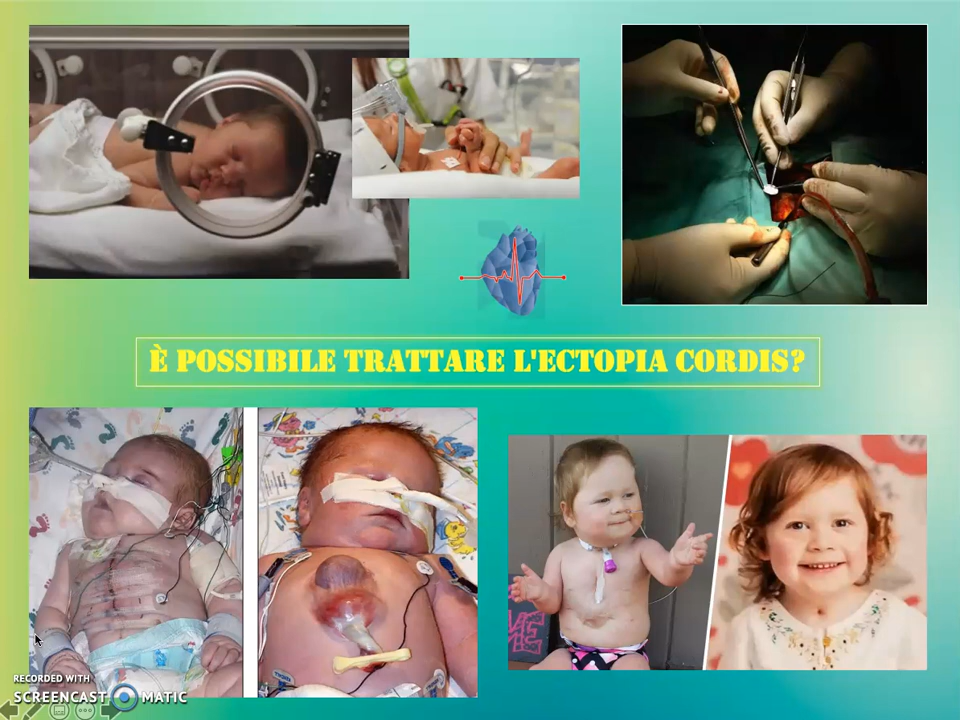 È POSSIBILE TRATTARE L'ECTOPIA CORDIS?
RECORDED WITH
SCREENCAST MATIC